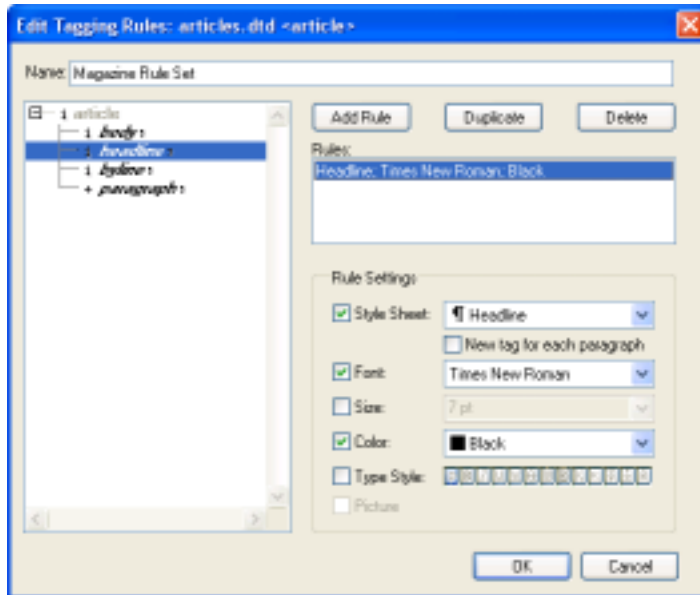 Edit Tagging Rules: articles.dtd <article>
Name: Magazine Rule Set
1 article
1 body
1 headline
1 byline
+ paragraph
Add Rule
Duplicate
Delete
Rules:
Headline; Times New Roman; Black
Rule Settings
Style Sheet:
¶ Headline
New tag for each paragraph
Font:
Times New Roman
Size:
7 pt
Color:
Black
Type Style:
Picture
OK
Cancel